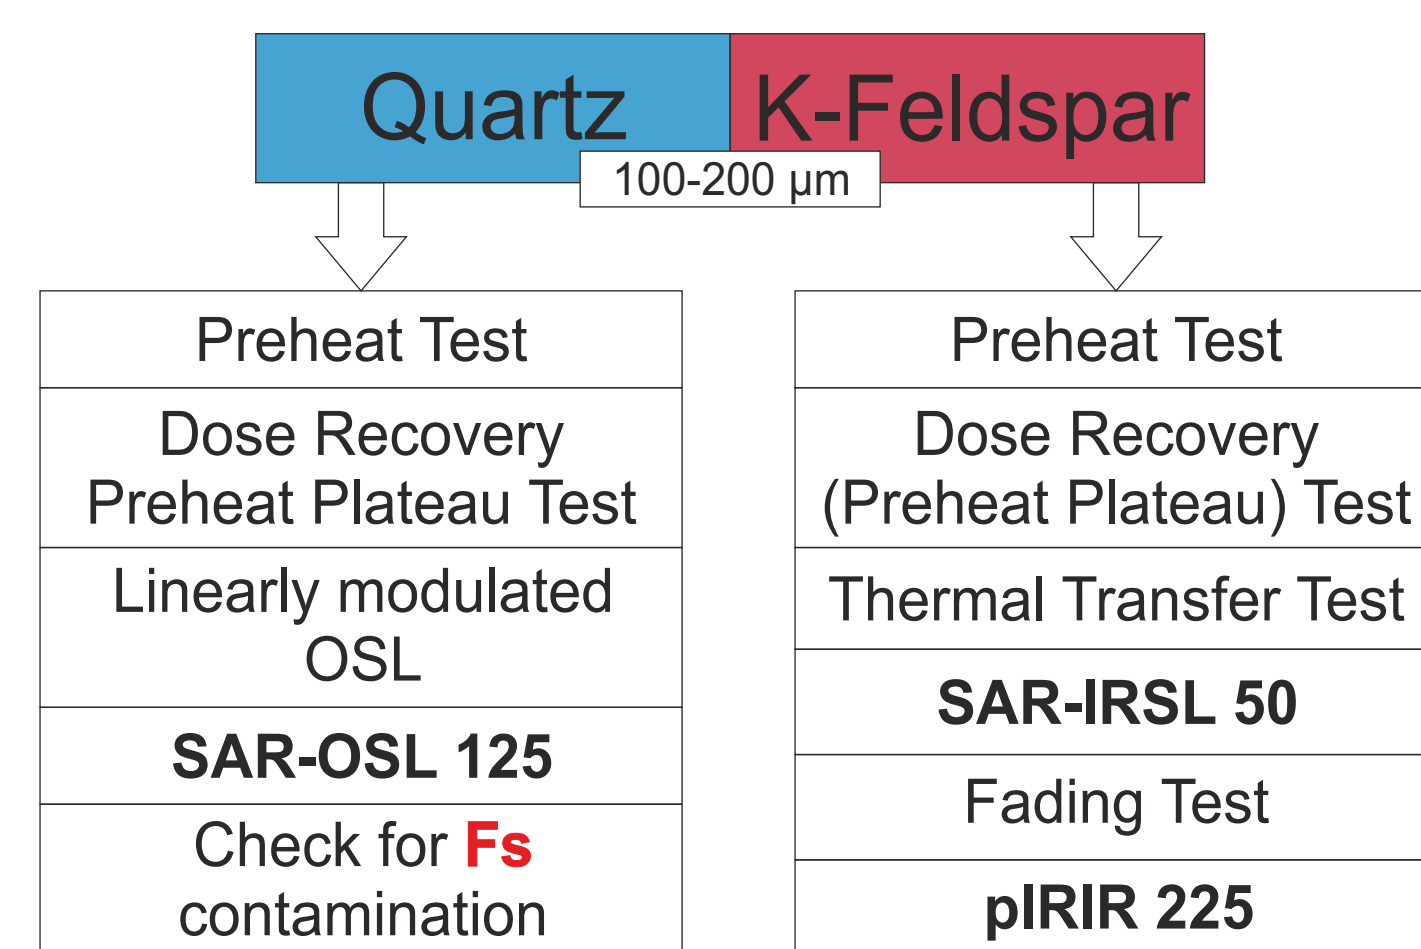 Quartz
K-Feldspar
100-200 µm
Preheat Test
Dose Recovery
Preheat Plateau Test
Linearly modulated
OSL
SAR-OSL 125
Check for Fs
contamination
Preheat Test
Dose Recovery
(Preheat Plateau) Test
Thermal Transfer Test
SAR-IRSL 50
Fading Test
pIRIR 225